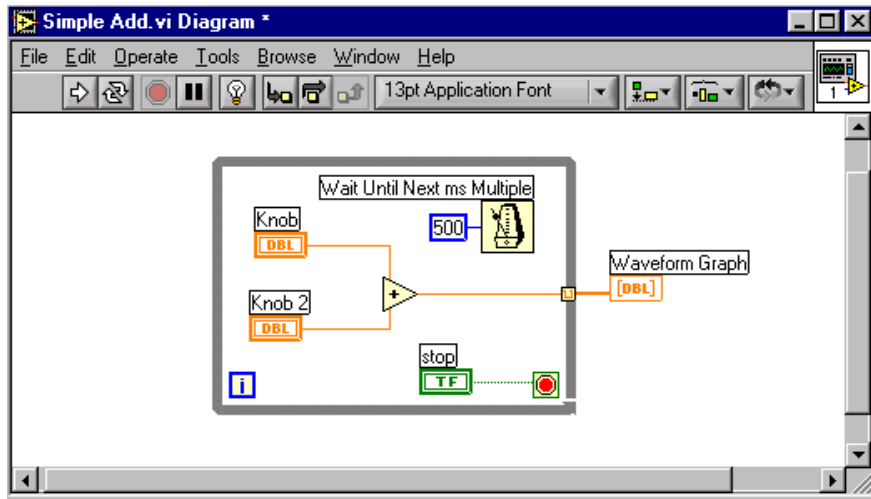 Simple Add.vi Diagram *
File Edit Operate Tools Browse Window Help
13pt Application Font
1
Wait Until Next ms Multiple
Knob
500
DBL
Waveform Graph
[DBL]
Knob 2
DBL
stop
TF
i